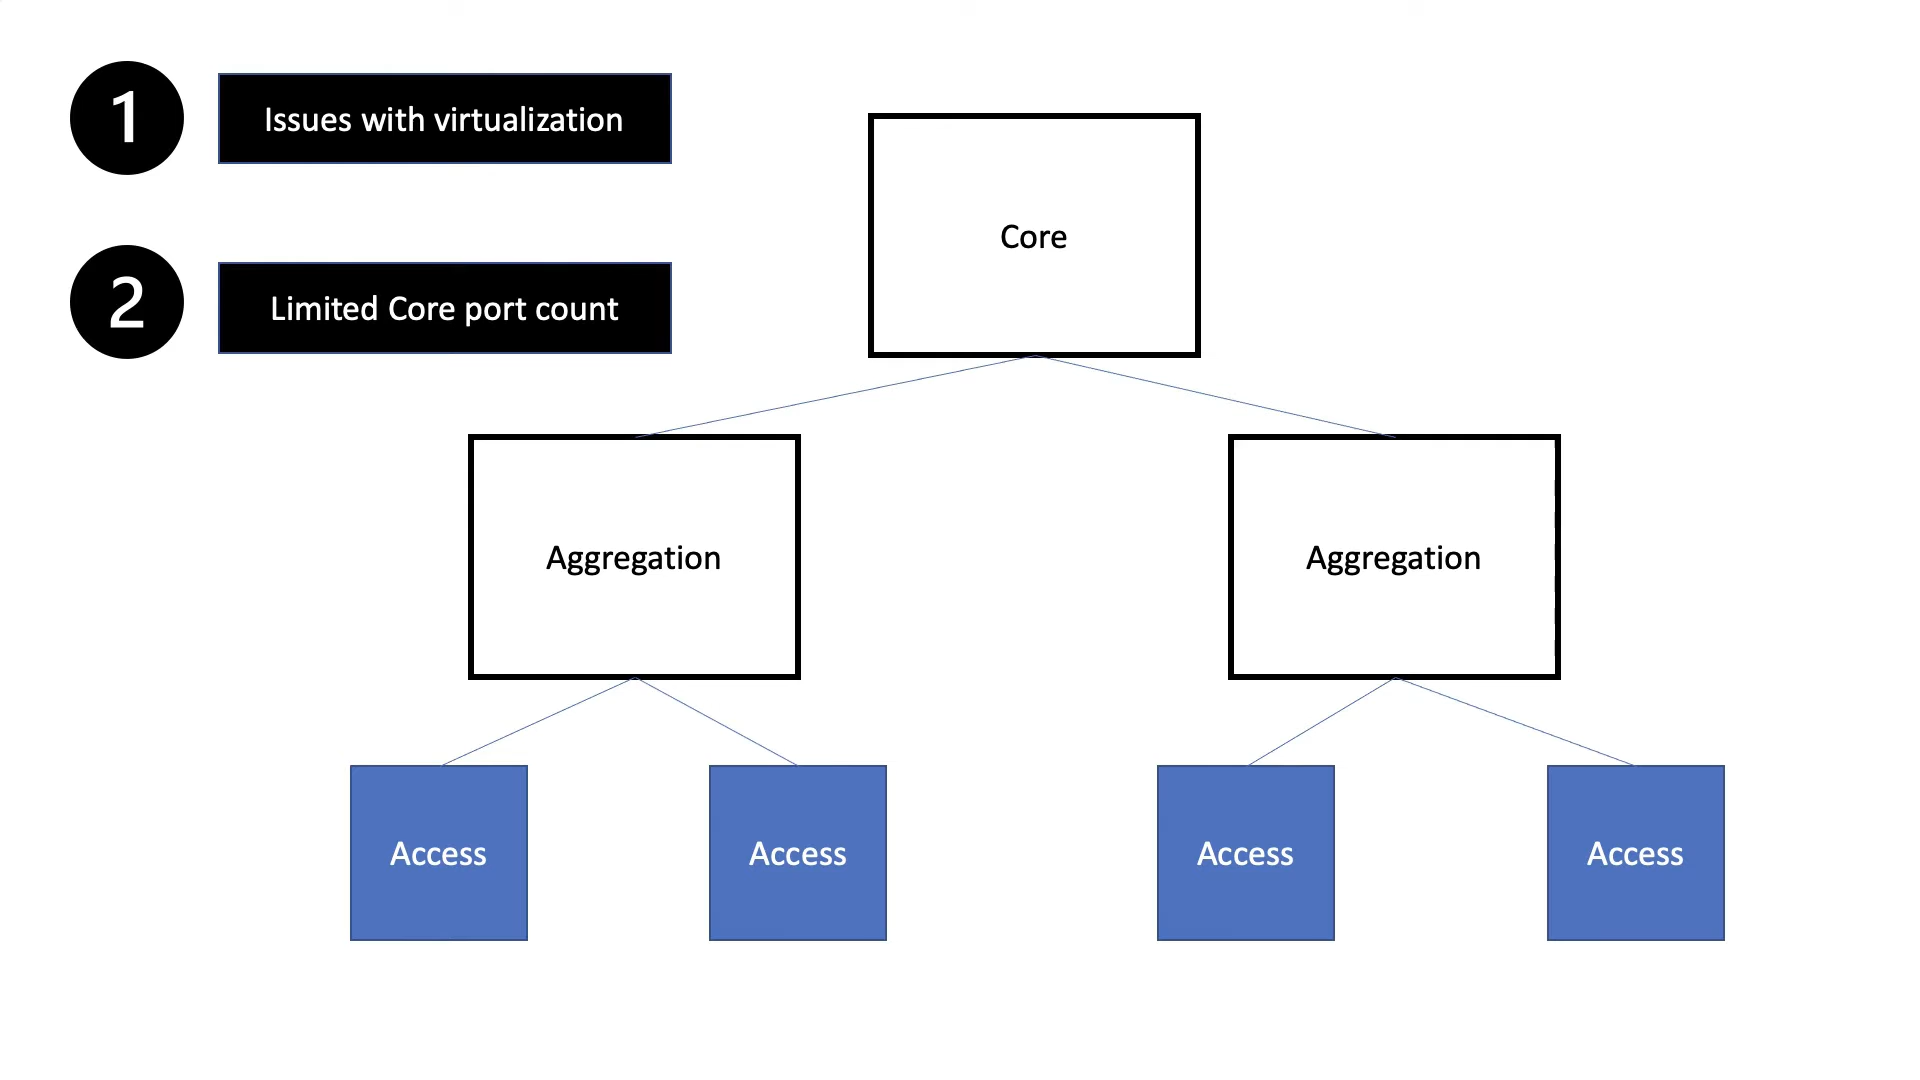 1
Issues with virtualization
2
Limited Core port count
Core
Aggregation
Aggregation
Access
Access
Access
Access